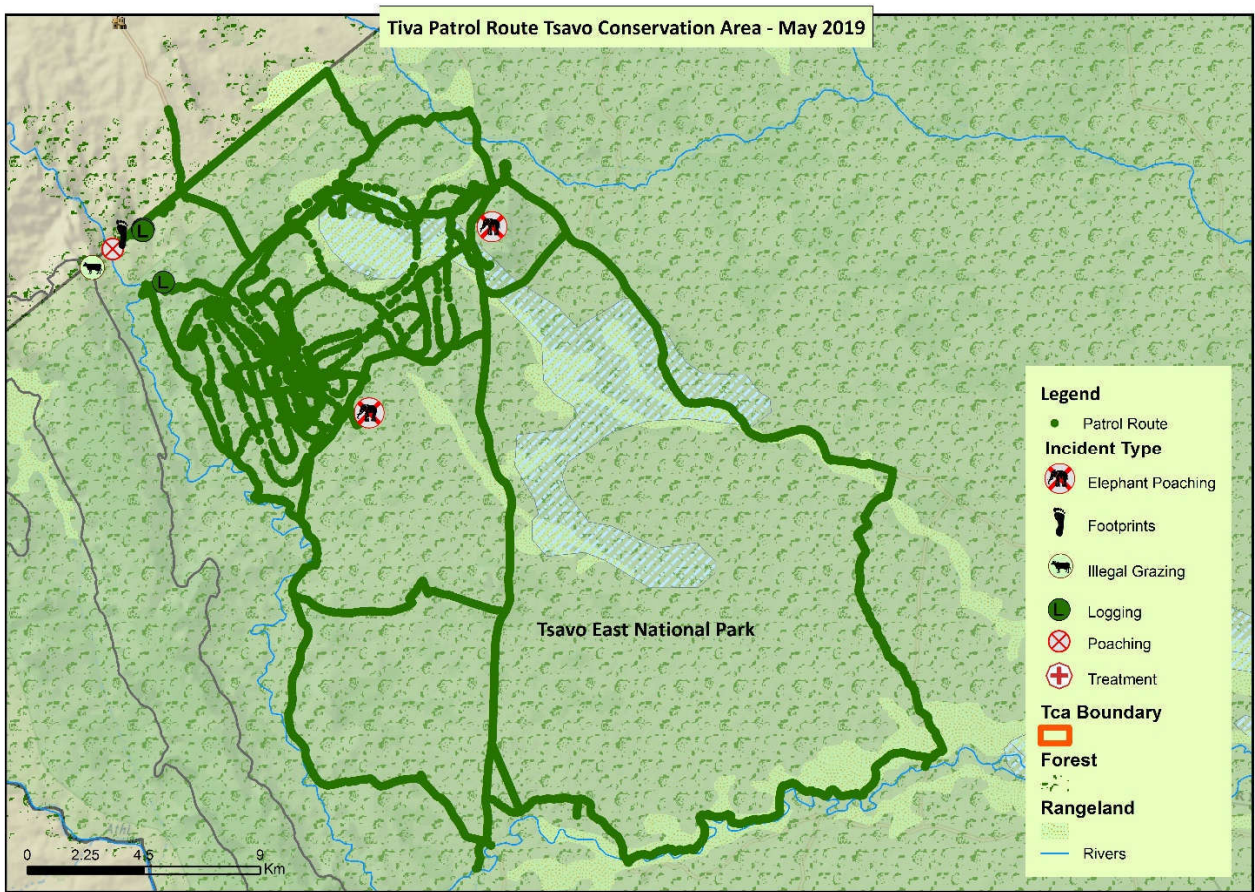 Tiva Patrol Route Tsavo Conservation Area - May 2019
L
L
Tsavo East National Park
Legend
Patrol Route
Incident Type
Elephant Poaching
Footprints
Illegal Grazing
L Logging
Poaching
Treatment
Tca Boundary
Forest
Rangeland
Rivers
Athi
0 2.25 4.5 9
Km